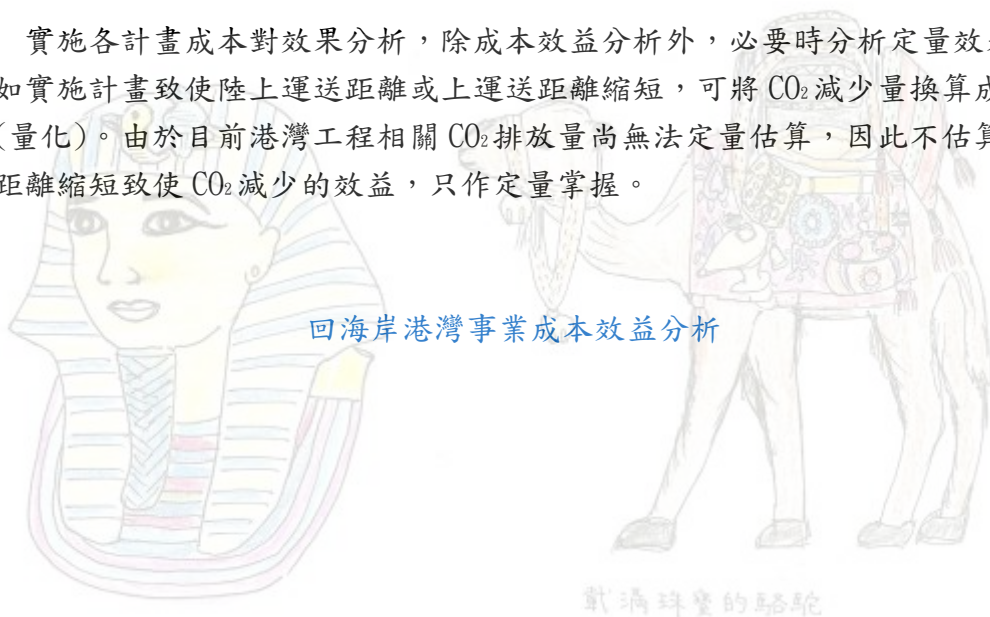 實施各計畫成本對效果分析，除成本效益分析外，必要時分析定量效
如實施計畫致使陸上運送距離或上運送距離縮短，可將 CO₂減少量換算成
(量化)。由於目前港灣工程相關 CO₂排放量尚無法定量估算，因此不估算
距離縮短致使 CO₂減少的效益，只作定量掌握。
回海岸港灣事業成本效益分析
戴滿珠寶的駱駝